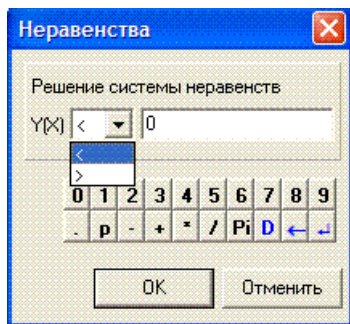 Неравенства
Решение системы неравенств
Y(X) < 0
<
>
0 1 2 3 4 5 6 7 8 9
. p - + * / Pi D ← ↲
OK Отменить